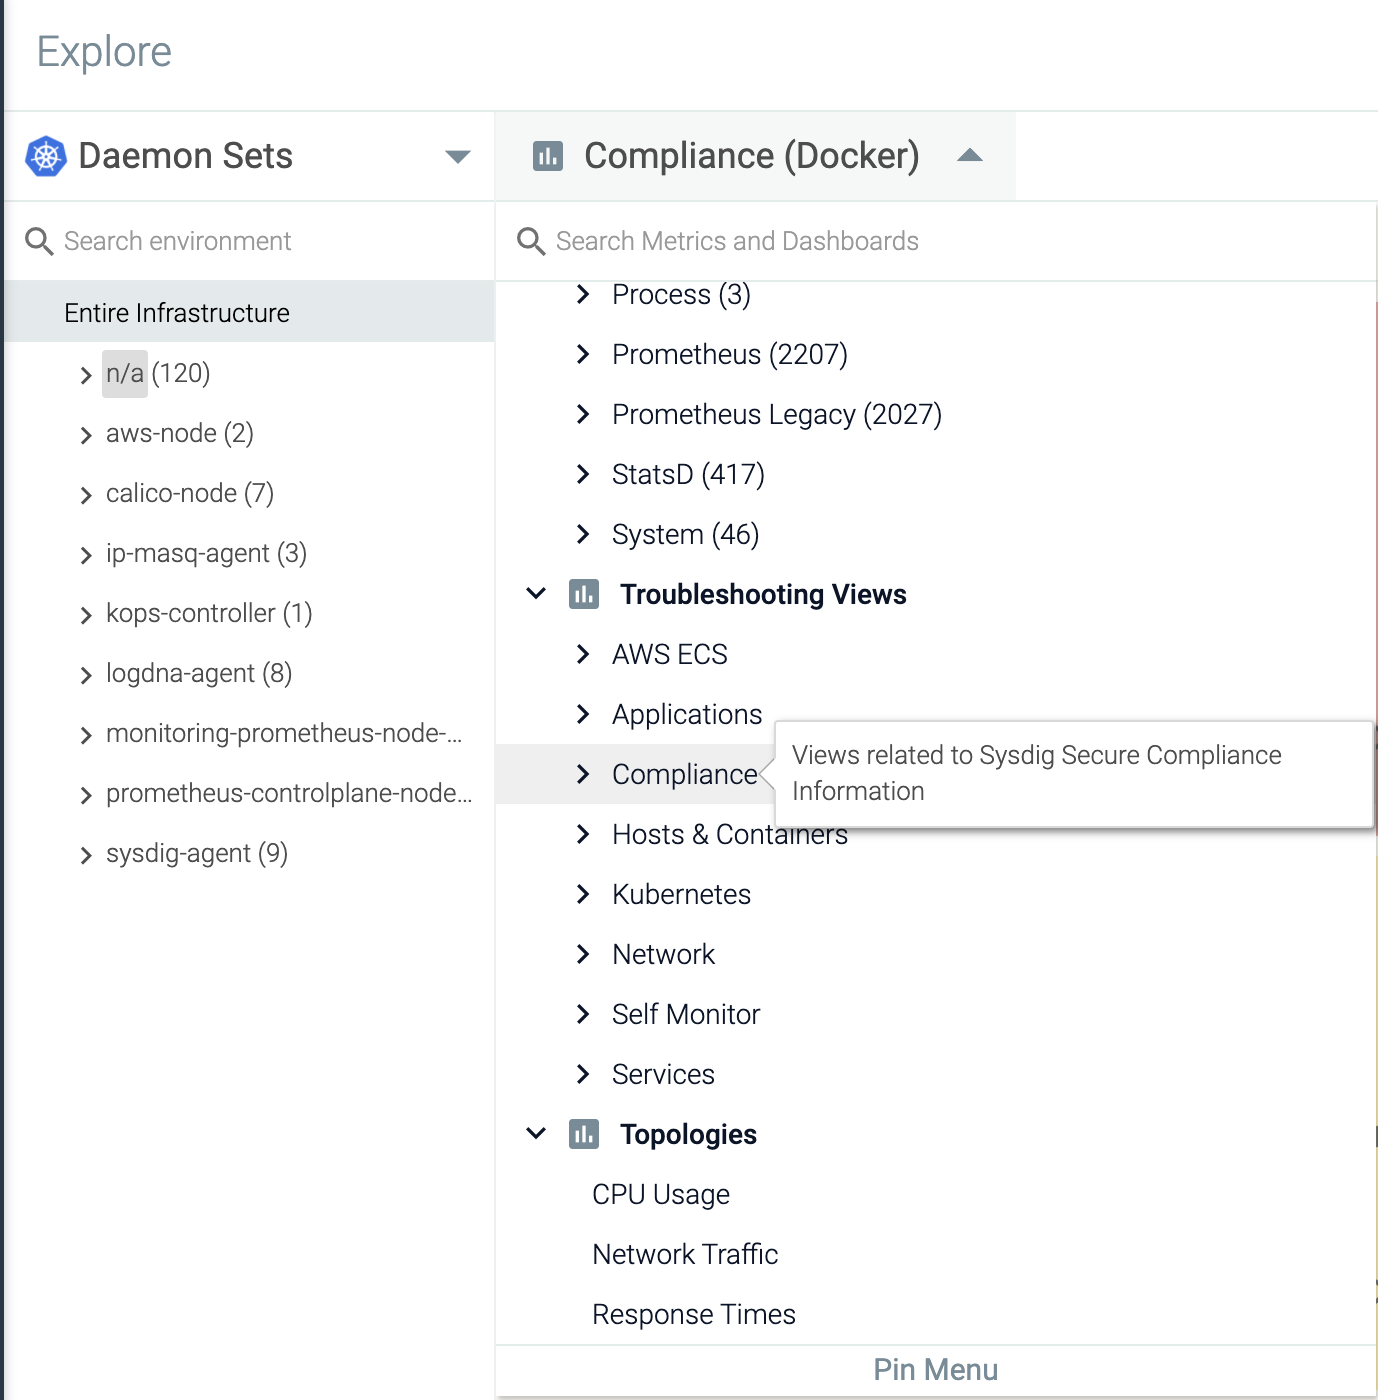 Explore
Daemon Sets
Search environment
Entire Infrastructure
n/a (120)
aws-node (2)
calico-node (7)
ip-masq-agent (3)
kops-controller (1)
logdna-agent (8)
monitoring-prometheus-node-...
prometheus-controlplane-node...
sysdig-agent (9)
Compliance (Docker)
Search Metrics and Dashboards
Process (3)
Prometheus (2207)
Prometheus Legacy (2027)
StatsD (417)
System (46)
Troubleshooting Views
AWS ECS
Applications
Compliance
Views related to Sysdig Secure Compliance
Information
Hosts & Containers
Kubernetes
Network
Self Monitor
Services
Topologies
CPU Usage
Network Traffic
Response Times
Pin Menu